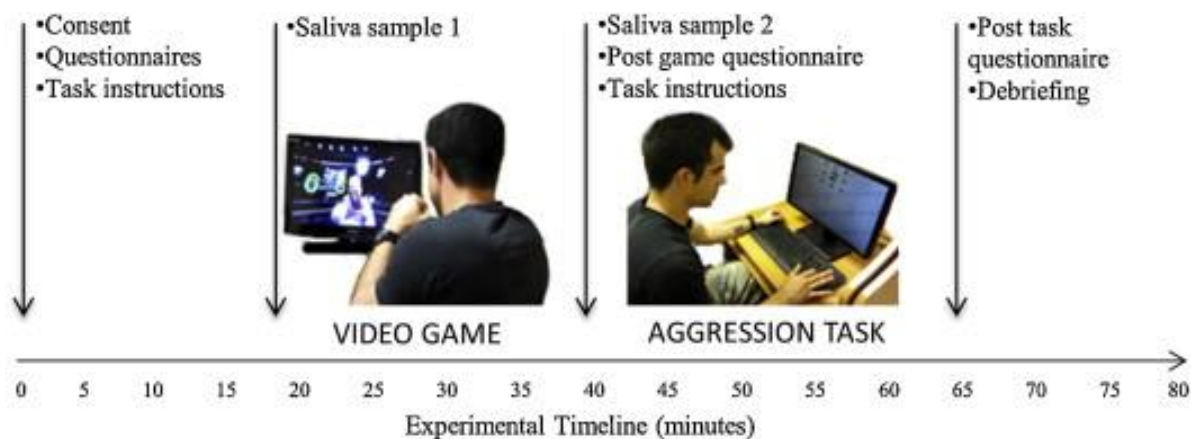 •Consent
•Questionnaires
•Task instructions
•Saliva sample 1
•Saliva sample 2
•Post game questionnaire
•Task instructions
•Post task
questionnaire
•Debriefing
VIDEO GAME
AGGRESSION TASK
0 5 10 15 20 25 30 35 40 45 50 55 60 65 70 75 80
Experimental Timeline (minutes)